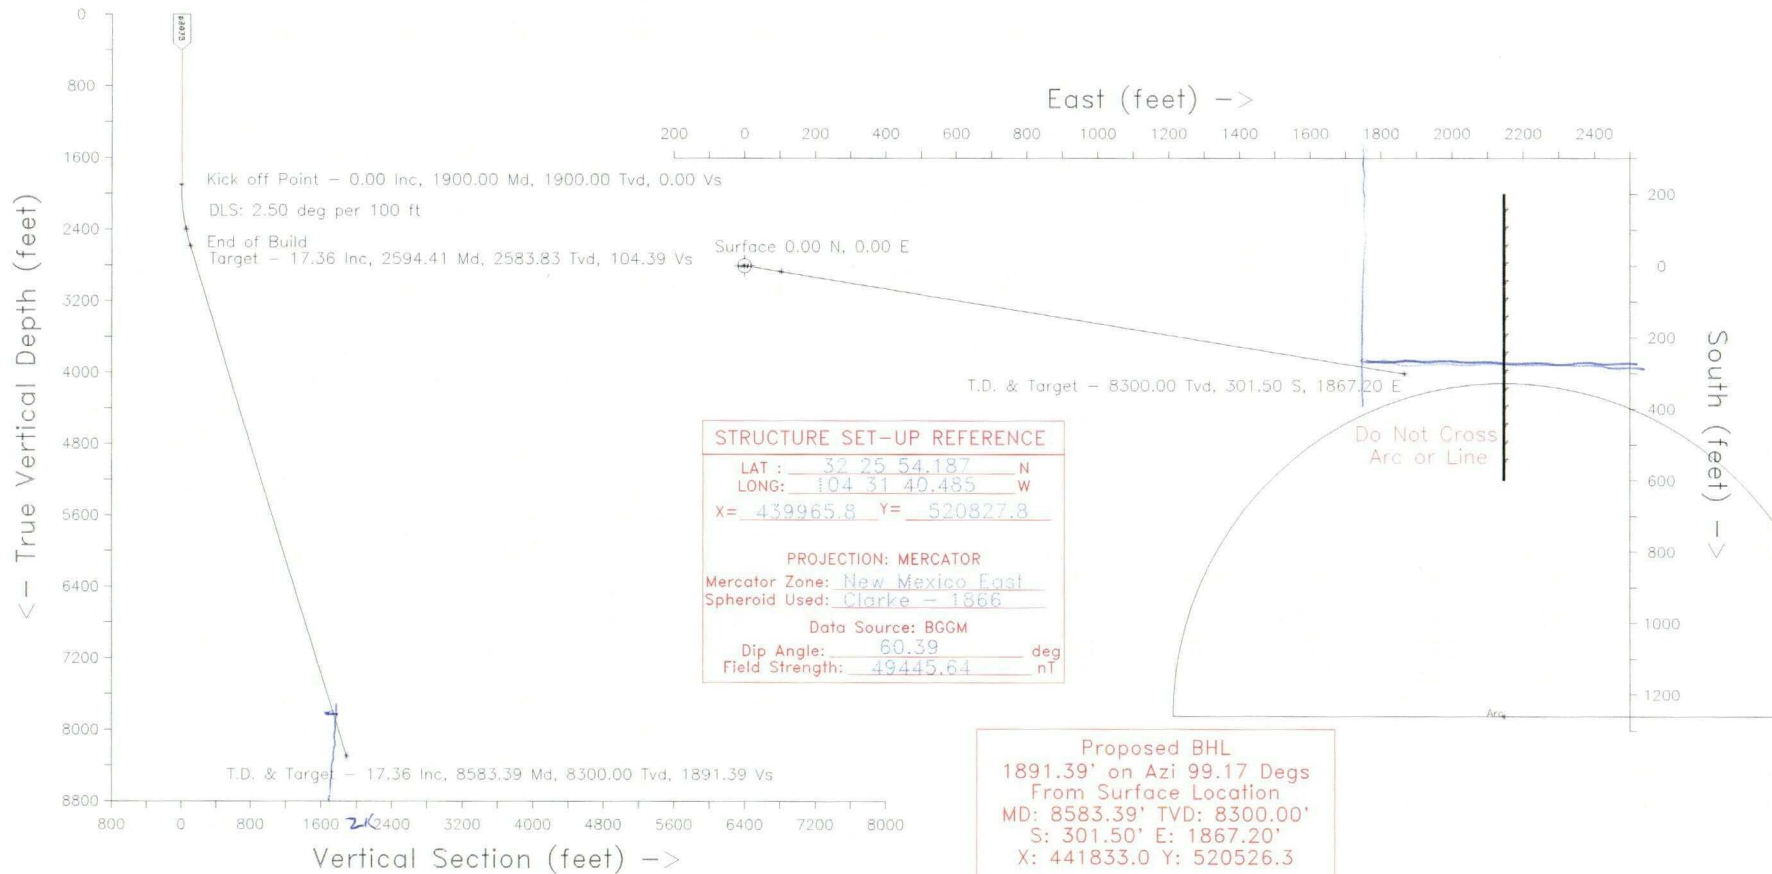 East (feet) −>
200 0 200 400 600 800 1000 1200 1400 1600 1800 2000 2200 2400
0
800
1600
2400
3200
4000
4800
5600
6400
7200
8000
8800
<− True Vertical Depth (feet)
Kick off Point − 0.00 Inc, 1900.00 Md, 1900.00 Tvd, 0.00 Vs
DLS: 2.50 deg per 100 ft
End of Build
Target − 17.36 Inc, 2594.41 Md, 2583.83 Tvd, 104.39 Vs
T.D. & Target − 17.36 Inc, 8583.39 Md, 8300.00 Tvd, 1891.39 Vs
800 0 800 1600 2K 2400 3200 4000 4800 5600 6400 7200 8000
Vertical Section (feet) −>
Surface 0.00 N, 0.00 E
T.D. & Target − 8300.00 Tvd, 301.50 S, 1867.20 E
Do Not Cross
Arc or Line
Arc
200
0
200
400
600
800
1000
1200
South (feet) −>
STRUCTURE SET−UP REFERENCE
LAT : 32 25 54.187 N
LONG: 104 31 40.485 W
X= 439965.8 Y= 520827.8
PROJECTION: MERCATOR
Mercator Zone: New Mexico East
Spheroid Used: Clarke − 1866
Data Source: BGGM
Dip Angle: 60.39 deg
Field Strength: 49445.64 nT
Proposed BHL
1891.39' on Azi 99.17 Degs
From Surface Location
MD: 8583.39' TVD: 8300.00'
S: 301.50' E: 1867.20'
X: 441833.0 Y: 520526.3